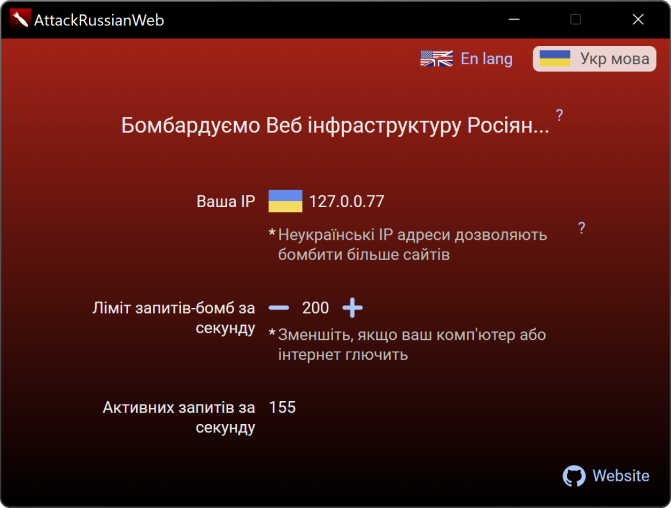 AttackRussianWeb
En lang
Укр мова
Бомбардуємо Веб інфраструктуру Росіян... ?
Ваша IP 127.0.0.77
* Неукраїнські IP адреси дозволяють ?
бомбити більше сайтів
Ліміт запитів-бомб за
секунду
200
* Зменшіть, якщо ваш комп'ютер або
інтернет глючить
Активних запитів за
секунду
155
Website